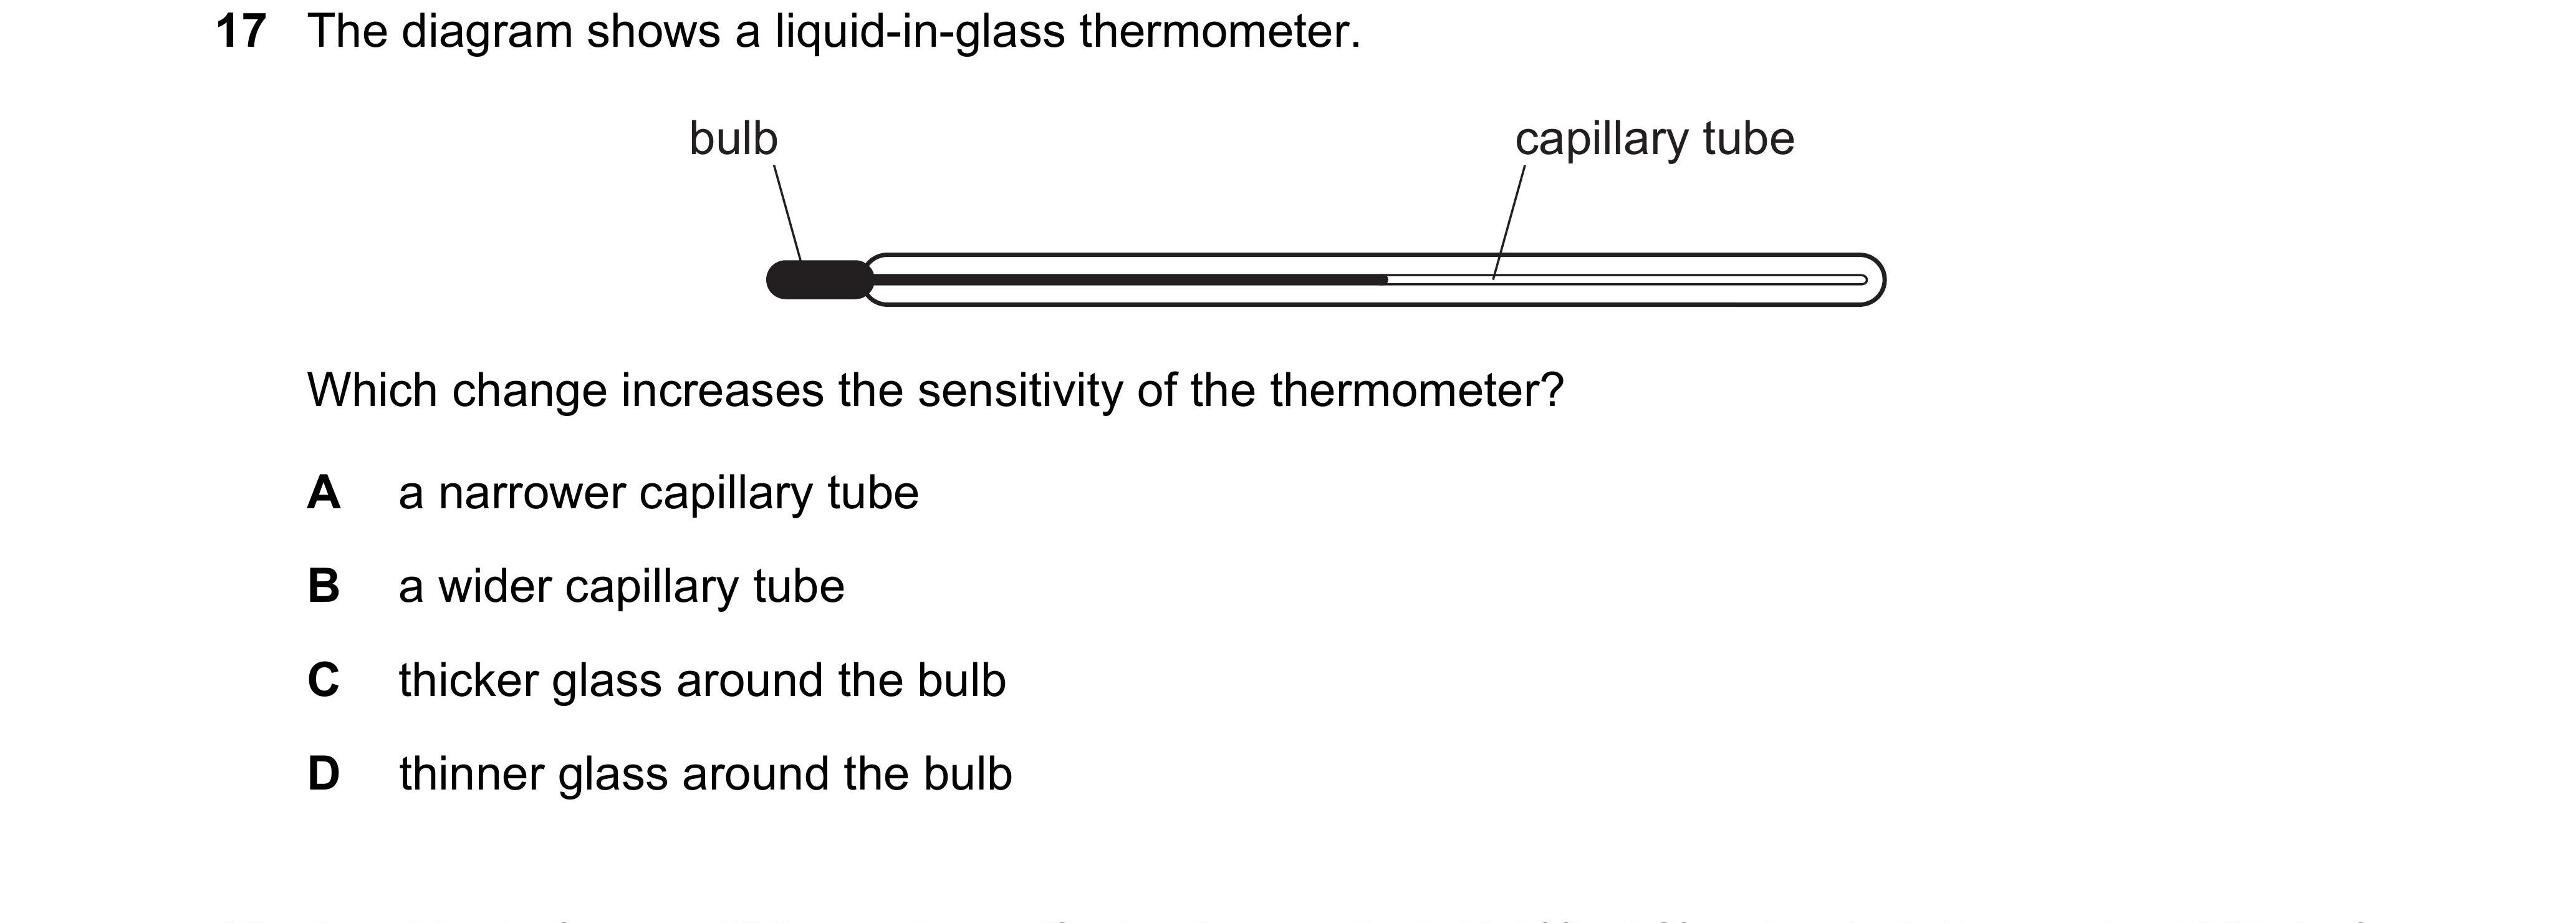 17 The diagram shows a liquid-in-glass thermometer.
bulb capillary tube
Which change increases the sensitivity of the thermometer?
A a narrower capillary tube
B a wider capillary tube
C thicker glass around the bulb
D thinner glass around the bulb